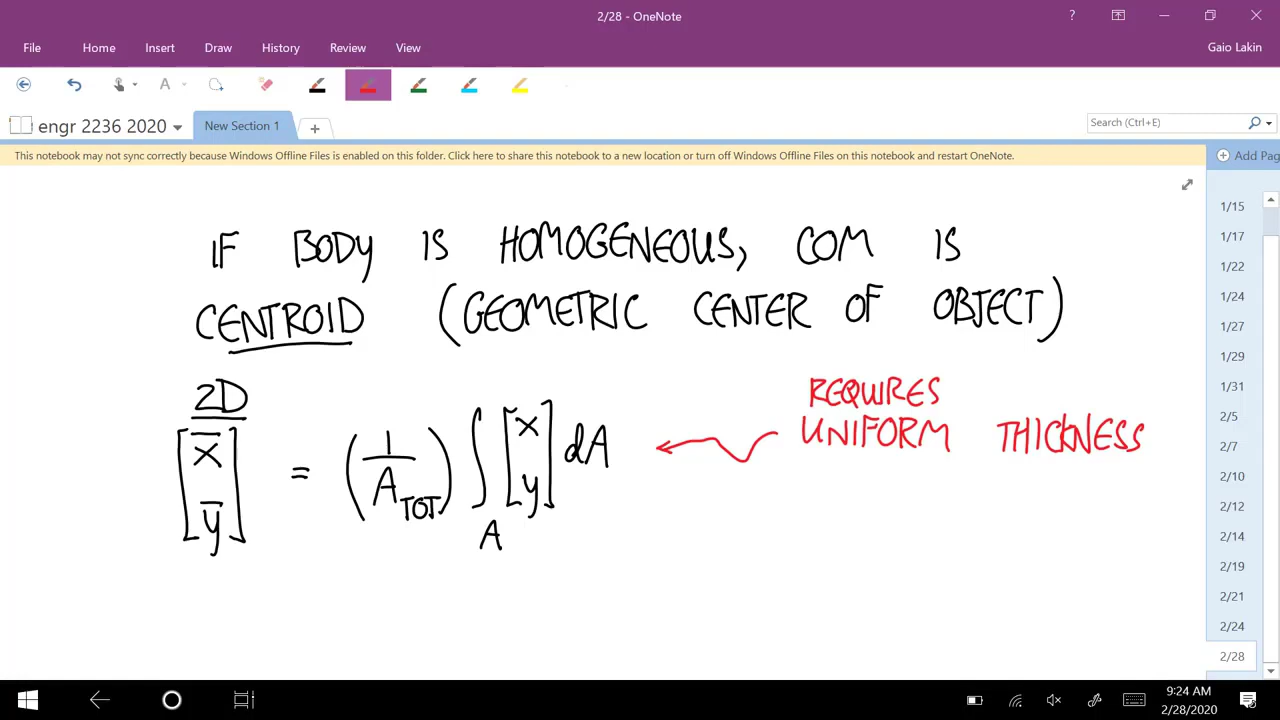 2/28 - OneNote
?
File Home Insert Draw History Review View
Gaio Lakin
A
engr 2236 2020
New Section 1
Search (Ctrl+E)
This notebook may not sync correctly because Windows Offline Files is enabled on this folder. Click here to share this notebook to a new location or turn off Windows Offline Files on this notebook and restart OneNote.
Add Pag
1/15
1/17
1/22
1/24
1/27
1/29
1/31
2/5
2/7
2/10
2/12
2/14
2/19
2/21
2/24
2/28
IF BODY IS HOMOGENEOUS, COM IS
CENTROID (GEOMETRIC CENTER OF OBJECT)
2D
[x̅ y̅] = (1/A_TOT) ∫_A [x y] dA
REQUIRES
UNIFORM THICKNESS
9:24 AM
2/28/2020